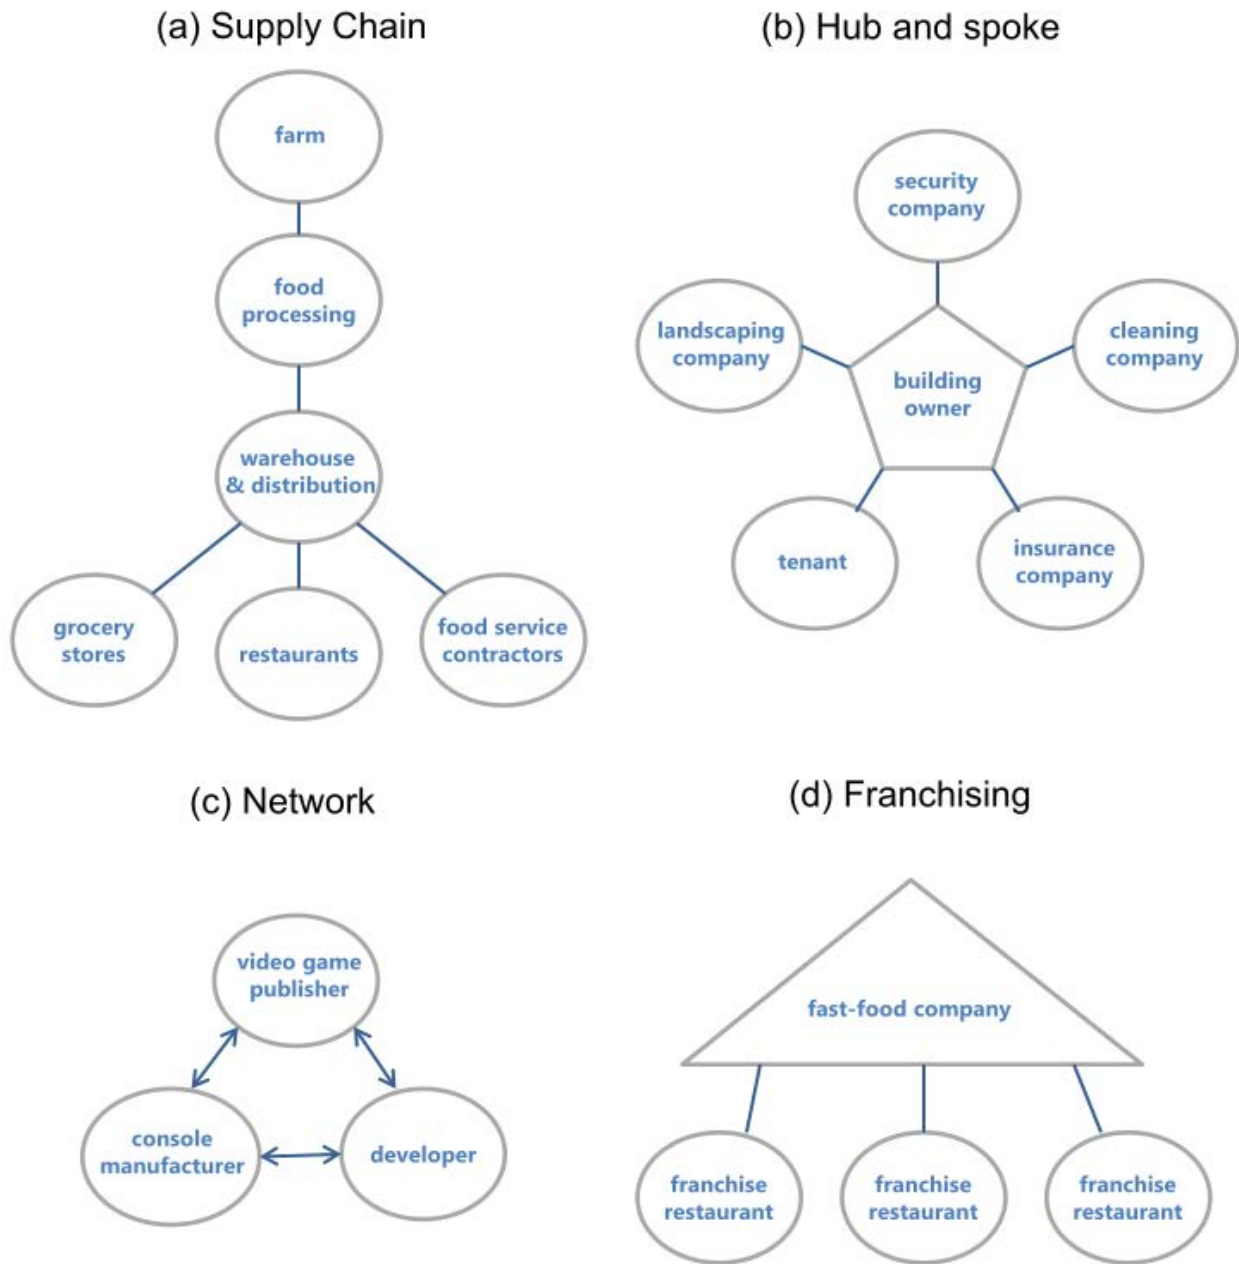 (a) Supply Chain
farm
food
processing
warehouse
& distribution
grocery
stores
restaurants
food service
contractors
(b) Hub and spoke
security
company
landscaping
company
cleaning
company
building
owner
tenant
insurance
company
(c) Network
video game
publisher
console
manufacturer
developer
(d) Franchising
fast-food company
franchise
restaurant
franchise
restaurant
franchise
restaurant